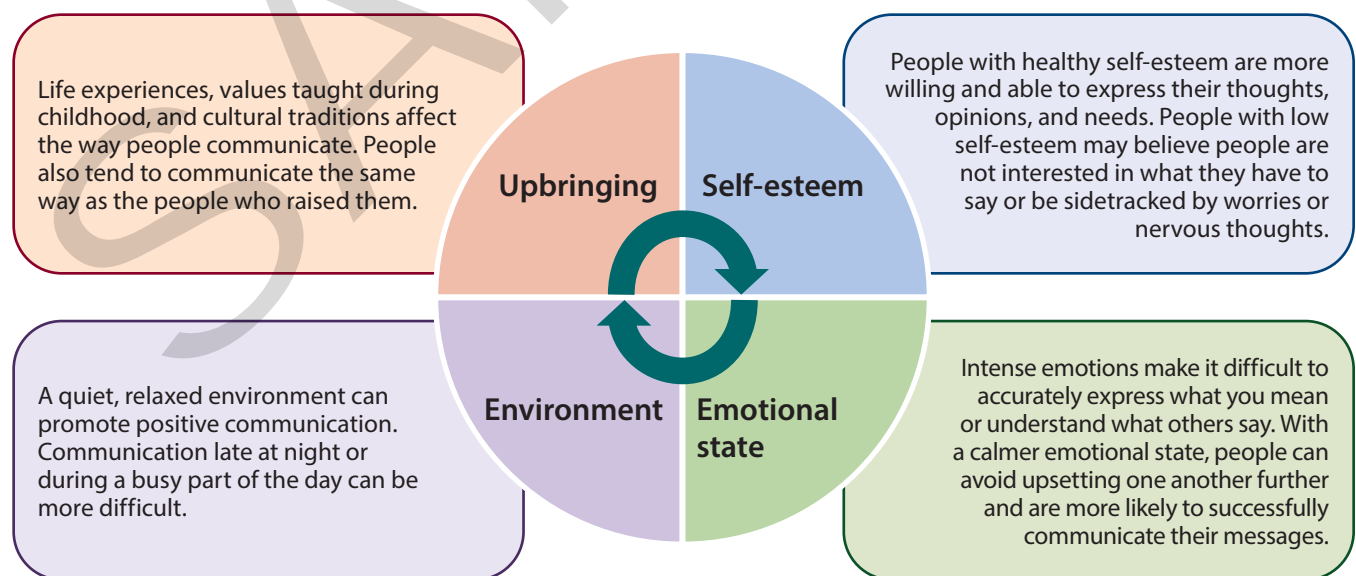 Life experiences, values taught during
childhood, and cultural traditions affect
the way people communicate. People
also tend to communicate the same
way as the people who raised them.
Upbringing
Self-esteem
People with healthy self-esteem are more
willing and able to express their thoughts,
opinions, and needs. People with low
self-esteem may believe people are
not interested in what they have to
say or be sidetracked by worries or
nervous thoughts.
A quiet, relaxed environment can
promote positive communication.
Communication late at night or
during a busy part of the day can be
more difficult.
Environment
Emotional
state
Intense emotions make it difficult to
accurately express what you mean
or understand what others say. With
a calmer emotional state, people can
avoid upsetting one another further
and are more likely to successfully
communicate their messages.